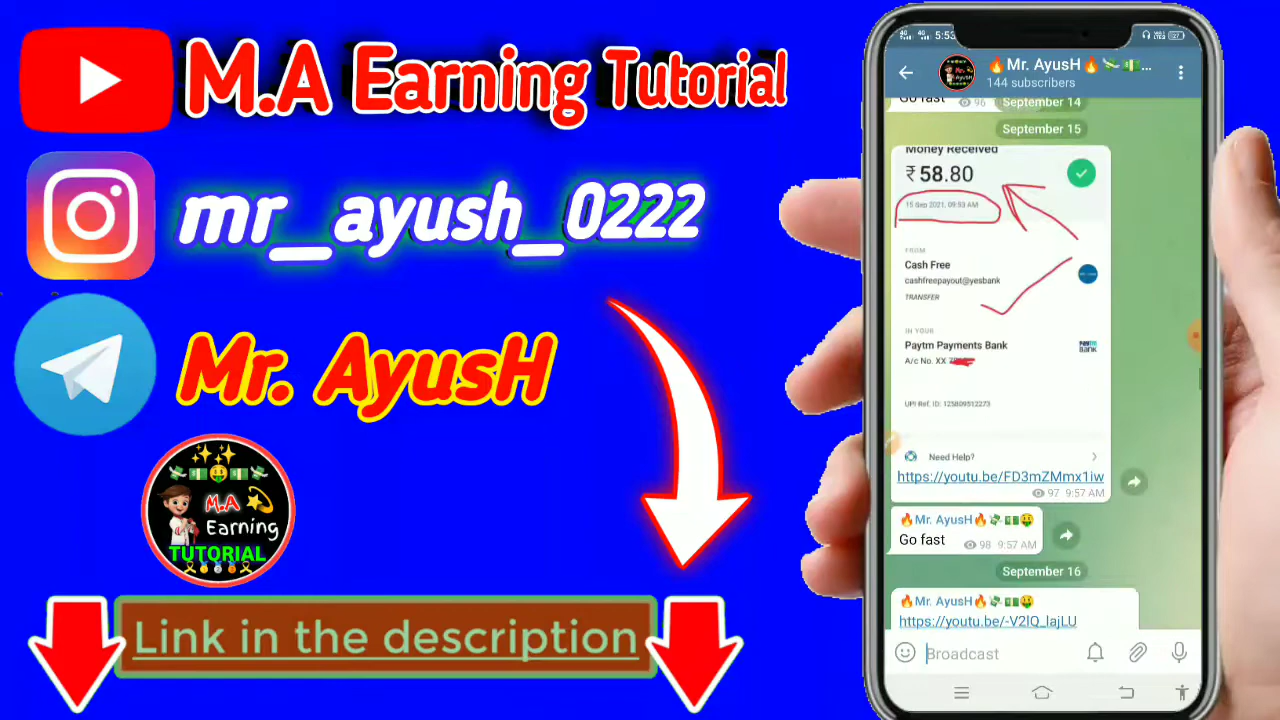 M.A Earning Tutorial
mr_ayush_0222
Mr. AyusH
M.A
Earning
TUTORIAL
Link in the description
5:53
🔥Mr. AyusH🔥💸💵...
144 subscribers
Go fast 96
September 14
September 15
Money Received
₹58.80
15 Sep 2021, 09:53 AM
FROM
Cash Free
cashfreepayout@yesbank
TRANSFER
IN YOUR
Paytm Payments Bank
A/c No. XX
UPI Ref. ID: 125809512273
Need Help?
https://youtu.be/FD3mZMmx1iw
97 9:57 AM
🔥Mr. AyusH🔥💸💵🤑
Go fast
98 9:57 AM
September 16
🔥Mr. AyusH🔥💸💵🤑
https://youtu.be/-V2lQ_lajLU
Broadcast